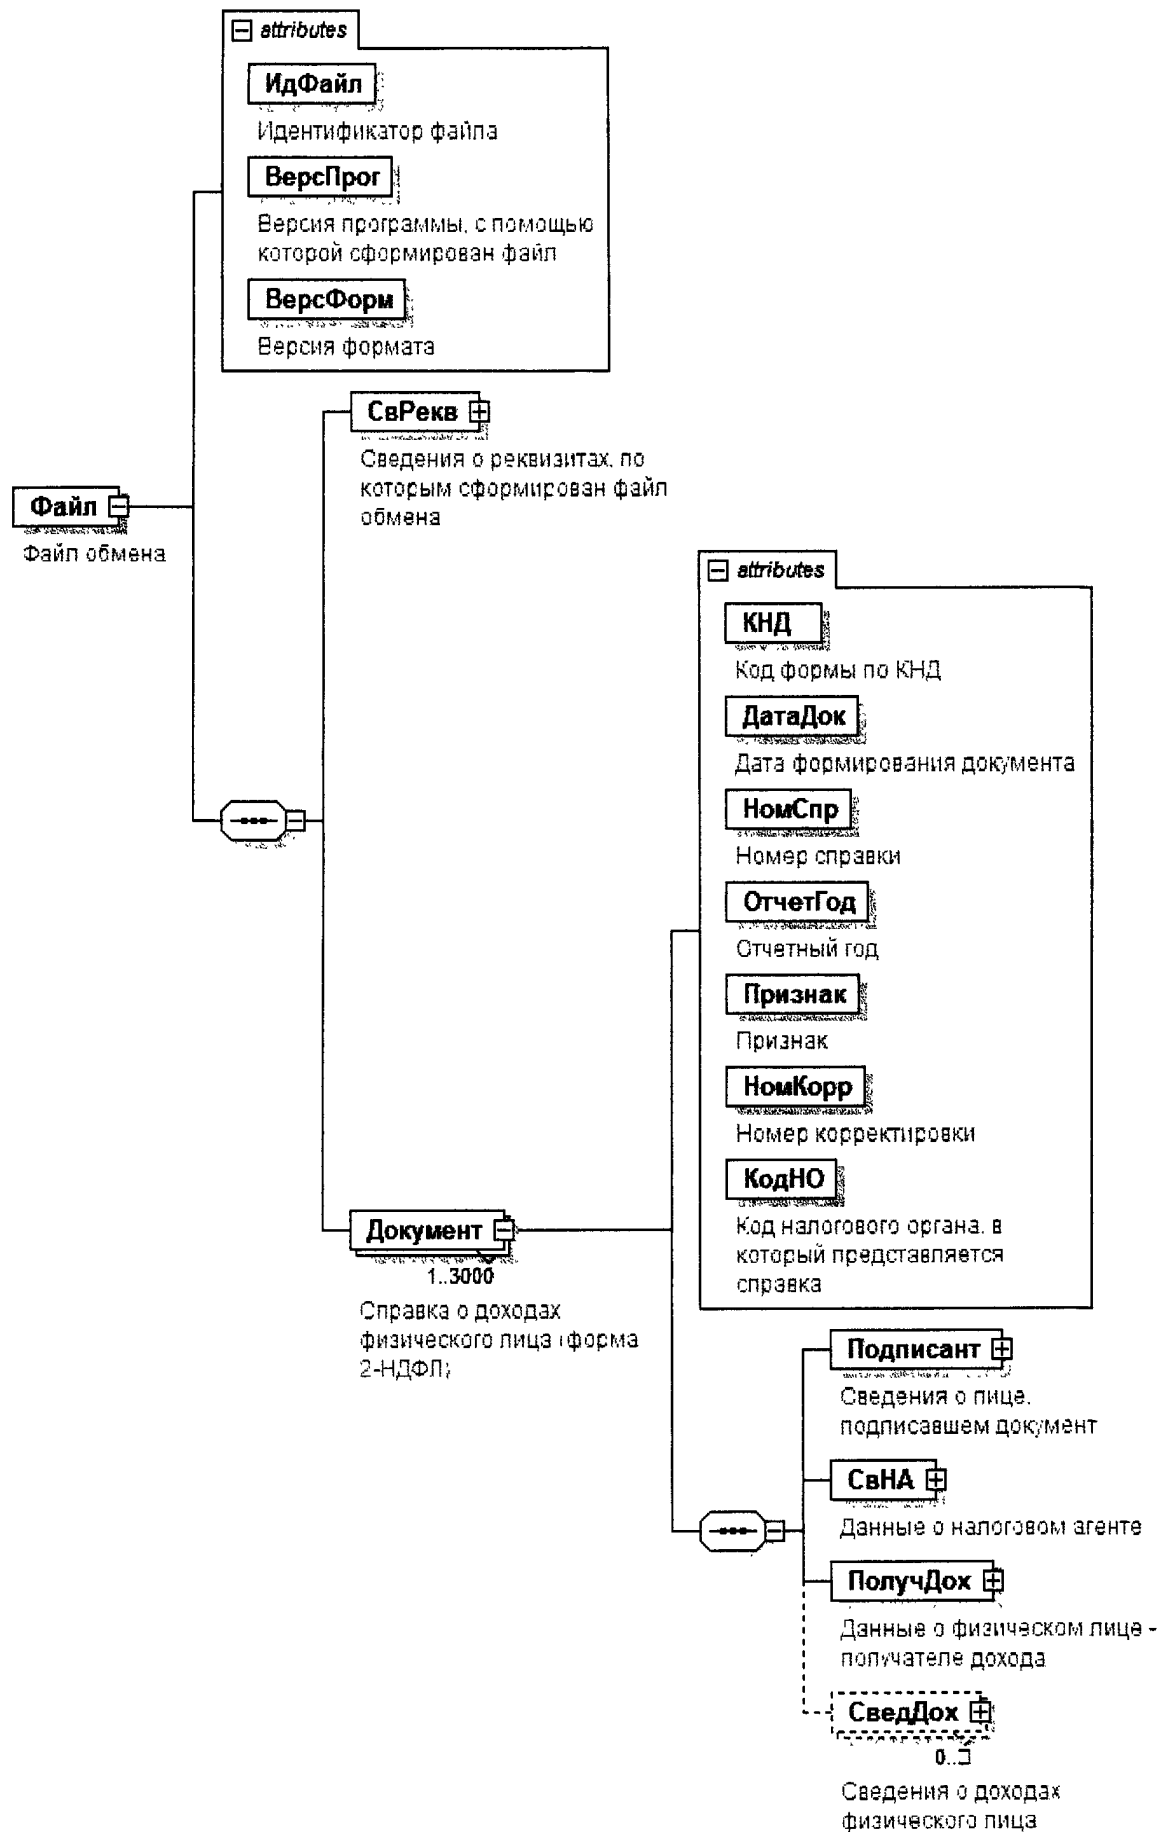 attributes
ИдФайл
Идентификатор файла
ВерсПрог
Версия программы, с помощью
которой сформирован файл
ВерсФорм
Версия формата
СвРекв
Сведения о реквизитах, по
которым сформирован файл
обмена
Файл
Файл обмена
attributes
КНД
Код формы по КНД
ДатаДок
Дата формирования документа
НомСпр
Номер справки
ОтчетГод
Отчетный год
Признак
Признак
НомКорр
Номер корректировки
КодНО
Код налогового органа, в
который представляется
справка
Документ
1..3000
Справка о доходах
физического лица (форма
2-НДФЛ)
Подписант
Сведения о лице,
подписавшем документ
СвНА
Данные о налоговом агенте
ПолучДох
Данные о физическом лице -
получателе дохода
СведДох
Сведения о доходах
физического лица